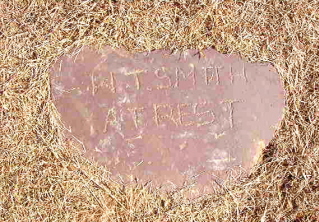 J. SMITH
AT REST